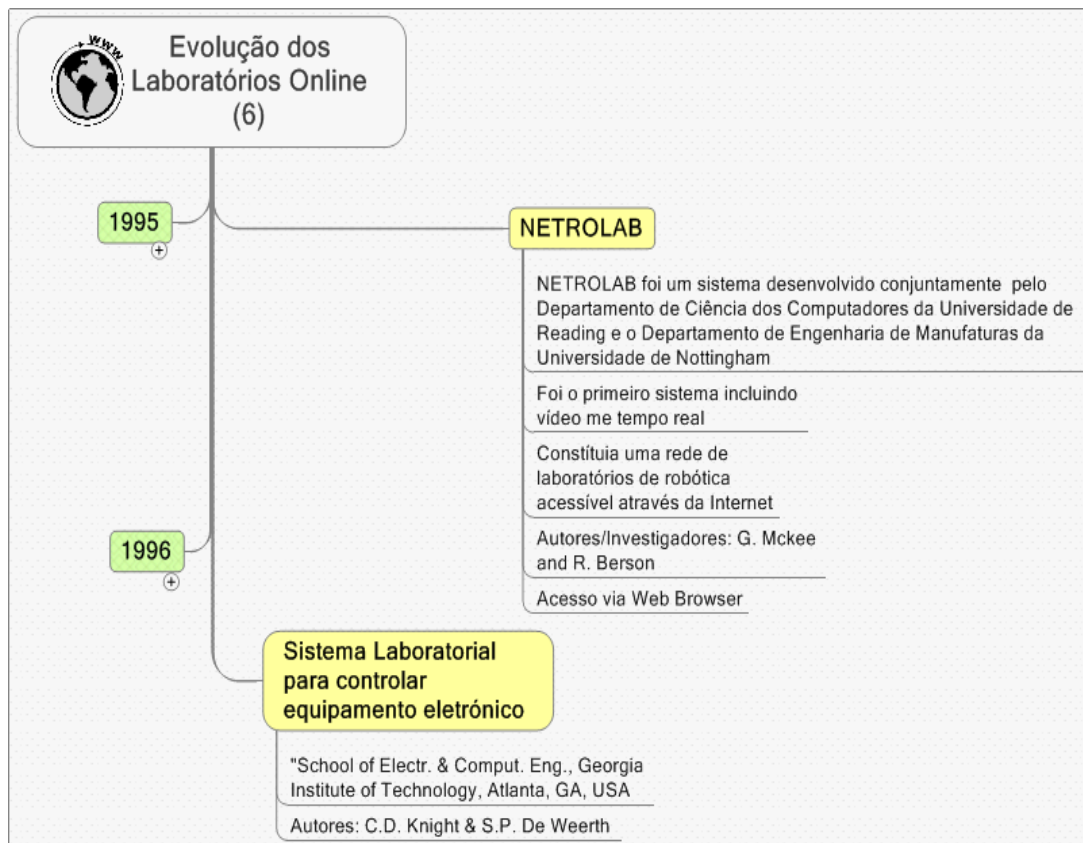 www
Evolução dos
Laboratórios Online
(6)
1995
NETROLAB
NETROLAB foi um sistema desenvolvido conjuntamente pelo
Departamento de Ciência dos Computadores da Universidade de
Reading e o Departamento de Engenharia de Manufaturas da
Universidade de Nottingham
Foi o primeiro sistema incluindo
vídeo me tempo real
Constítuia uma rede de
laboratórios de robótica
acessível através da Internet
Autores/Investigadores: G. Mckee
and R. Berson
Acesso via Web Browser
1996
Sistema Laboratorial
para controlar
equipamento eletrónico
"School of Electr. & Comput. Eng., Georgia
Institute of Technology, Atlanta, GA, USA
Autores: C.D. Knight & S.P. De Weerth